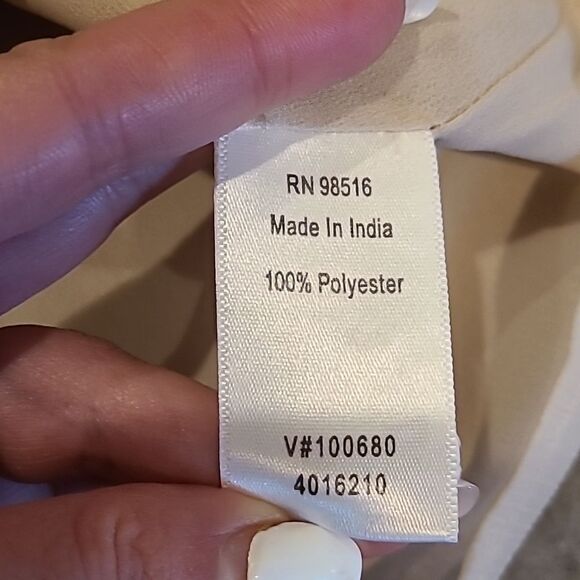 RN 98516
Made In India
100% Polyester
V#100680
4016210